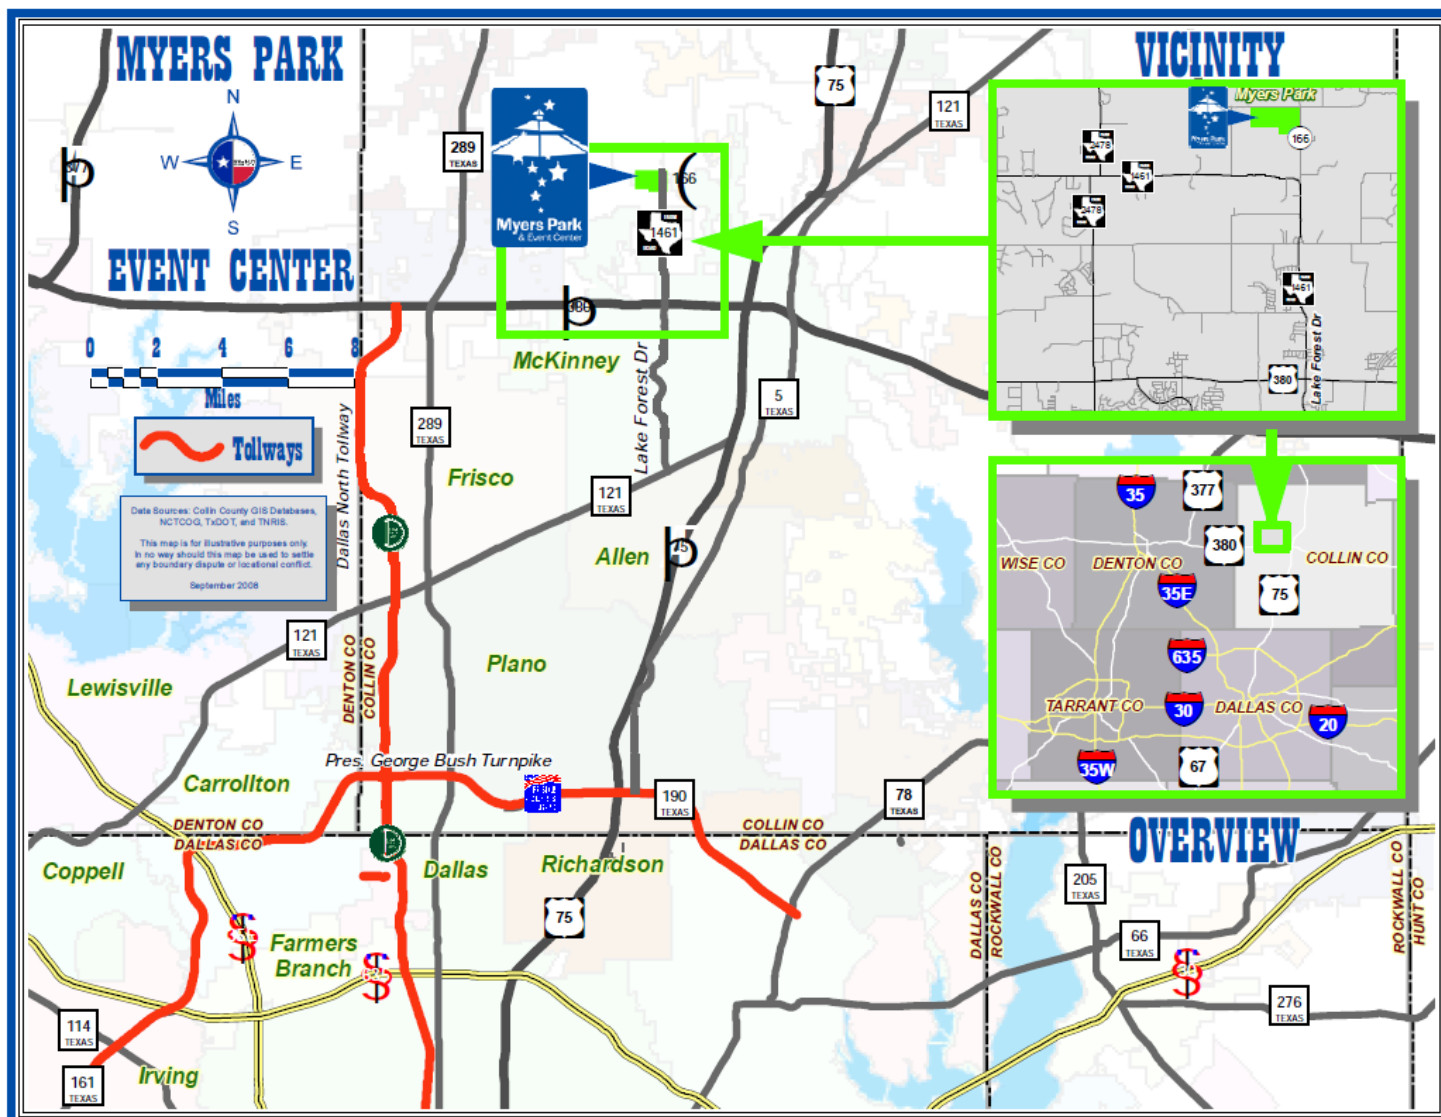 MYERS PARK
N
W
E
S
EVENT CENTER
0 2 4 6 8
Miles
Tollways
Data Sources: Collin County GIS Databases,
NCTCOG, TxDOT, and TNRIS.
This map is for illustrative purposes only.
In no way should this map be used to settle
any boundary dispute or locational conflict.
September 2008
289
TEXAS
Myers Park
& Event Center
166
1461
75
121
TEXAS
380
McKinney
Lake Forest Dr
5
TEXAS
289
TEXAS
Dallas North Tollway
Frisco
121
TEXAS
Allen
75
121
TEXAS
DENTON CO
COLLIN CO
Plano
Lewisville
Pres. George Bush Turnpike
Carrollton
190
TEXAS
78
TEXAS
DENTON CO
DALLAS CO
COLLIN CO
DALLAS CO
Coppell
Dallas
Richardson
75
Farmers
Branch
114
TEXAS
161
TEXAS
Irving
DALLAS CO
ROCKWALL CO
205
TEXAS
66
TEXAS
276
TEXAS
ROCKWALL CO
HUNT CO
VICINITY
Myers Park
Myers Park
166
2478
1461
2478
1461
380
Lake Forest Dr
35
377
380
WISE CO
DENTON CO
COLLIN CO
35E
75
635
TARRANT CO
30
DALLAS CO
20
35W
67
OVERVIEW